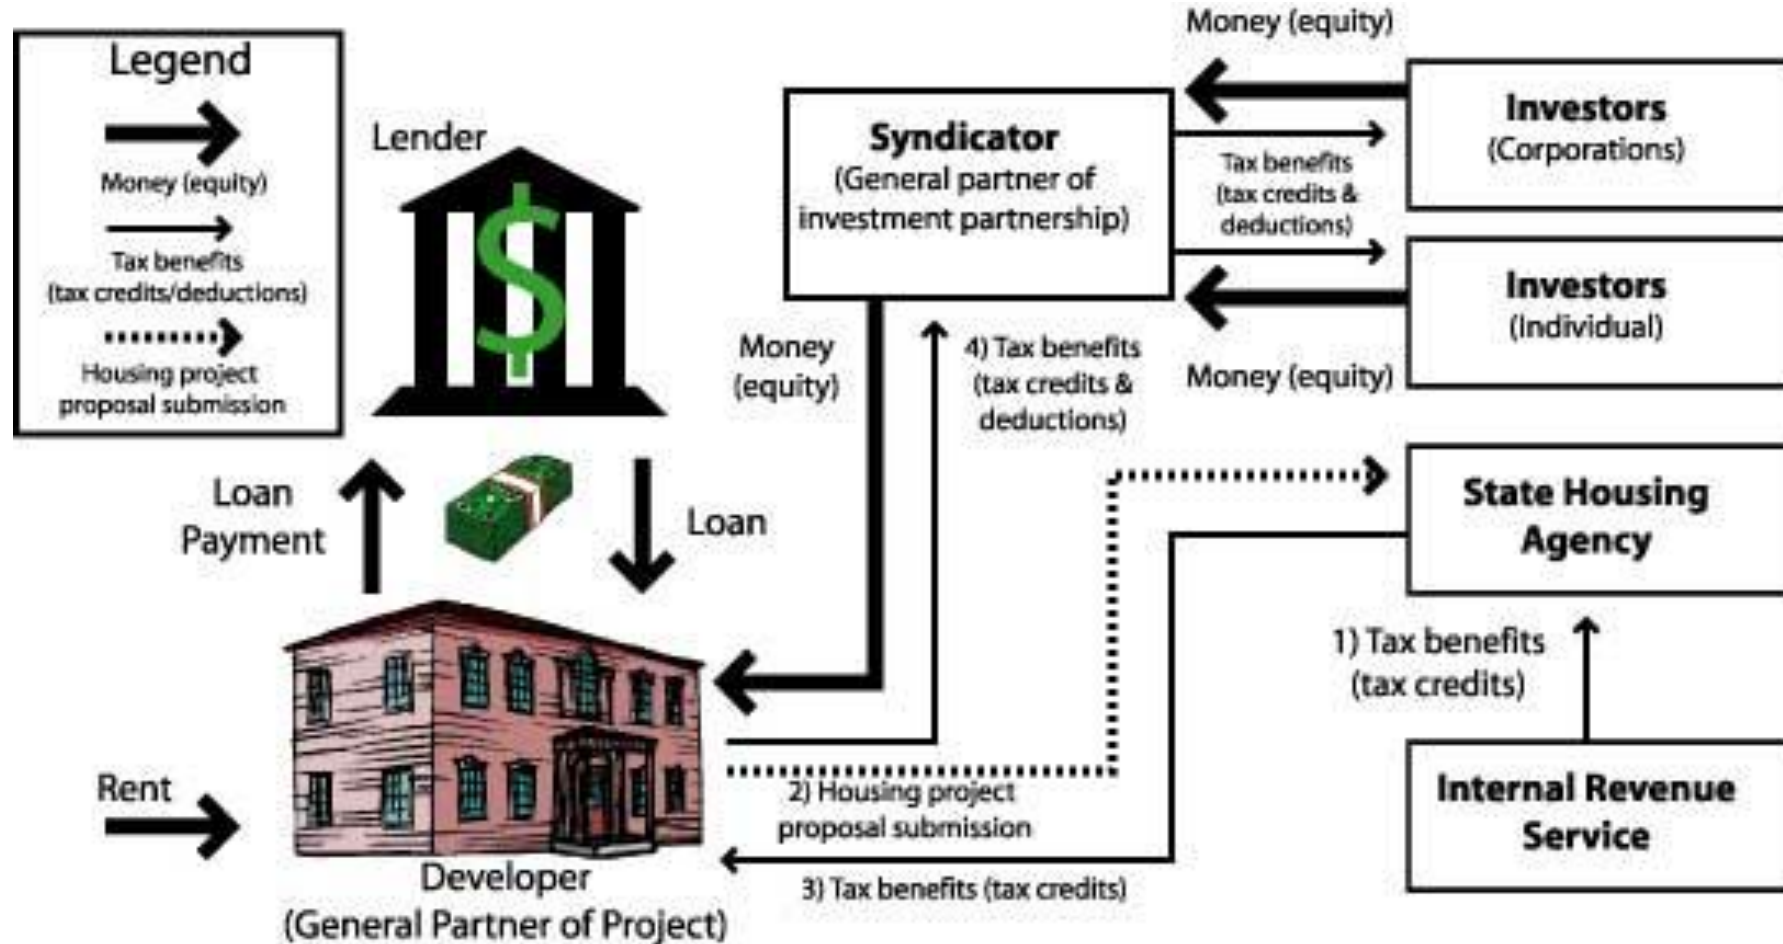 Legend
Money (equity)
Tax benefits
(tax credits/deductions)
Housing project
proposal submission
Lender
Loan
Payment
Loan
Rent
Developer
(General Partner of Project)
Syndicator
(General partner of
investment partnership)
Money (equity)
Tax benefits
(tax credits &
deductions)
Money (equity)
Investors
(Corporations)
Investors
(Individual)
Money
(equity)
4) Tax benefits
(tax credits &
deductions)
State Housing
Agency
1) Tax benefits
(tax credits)
Internal Revenue
Service
2) Housing project
proposal submission
3) Tax benefits (tax credits)
$